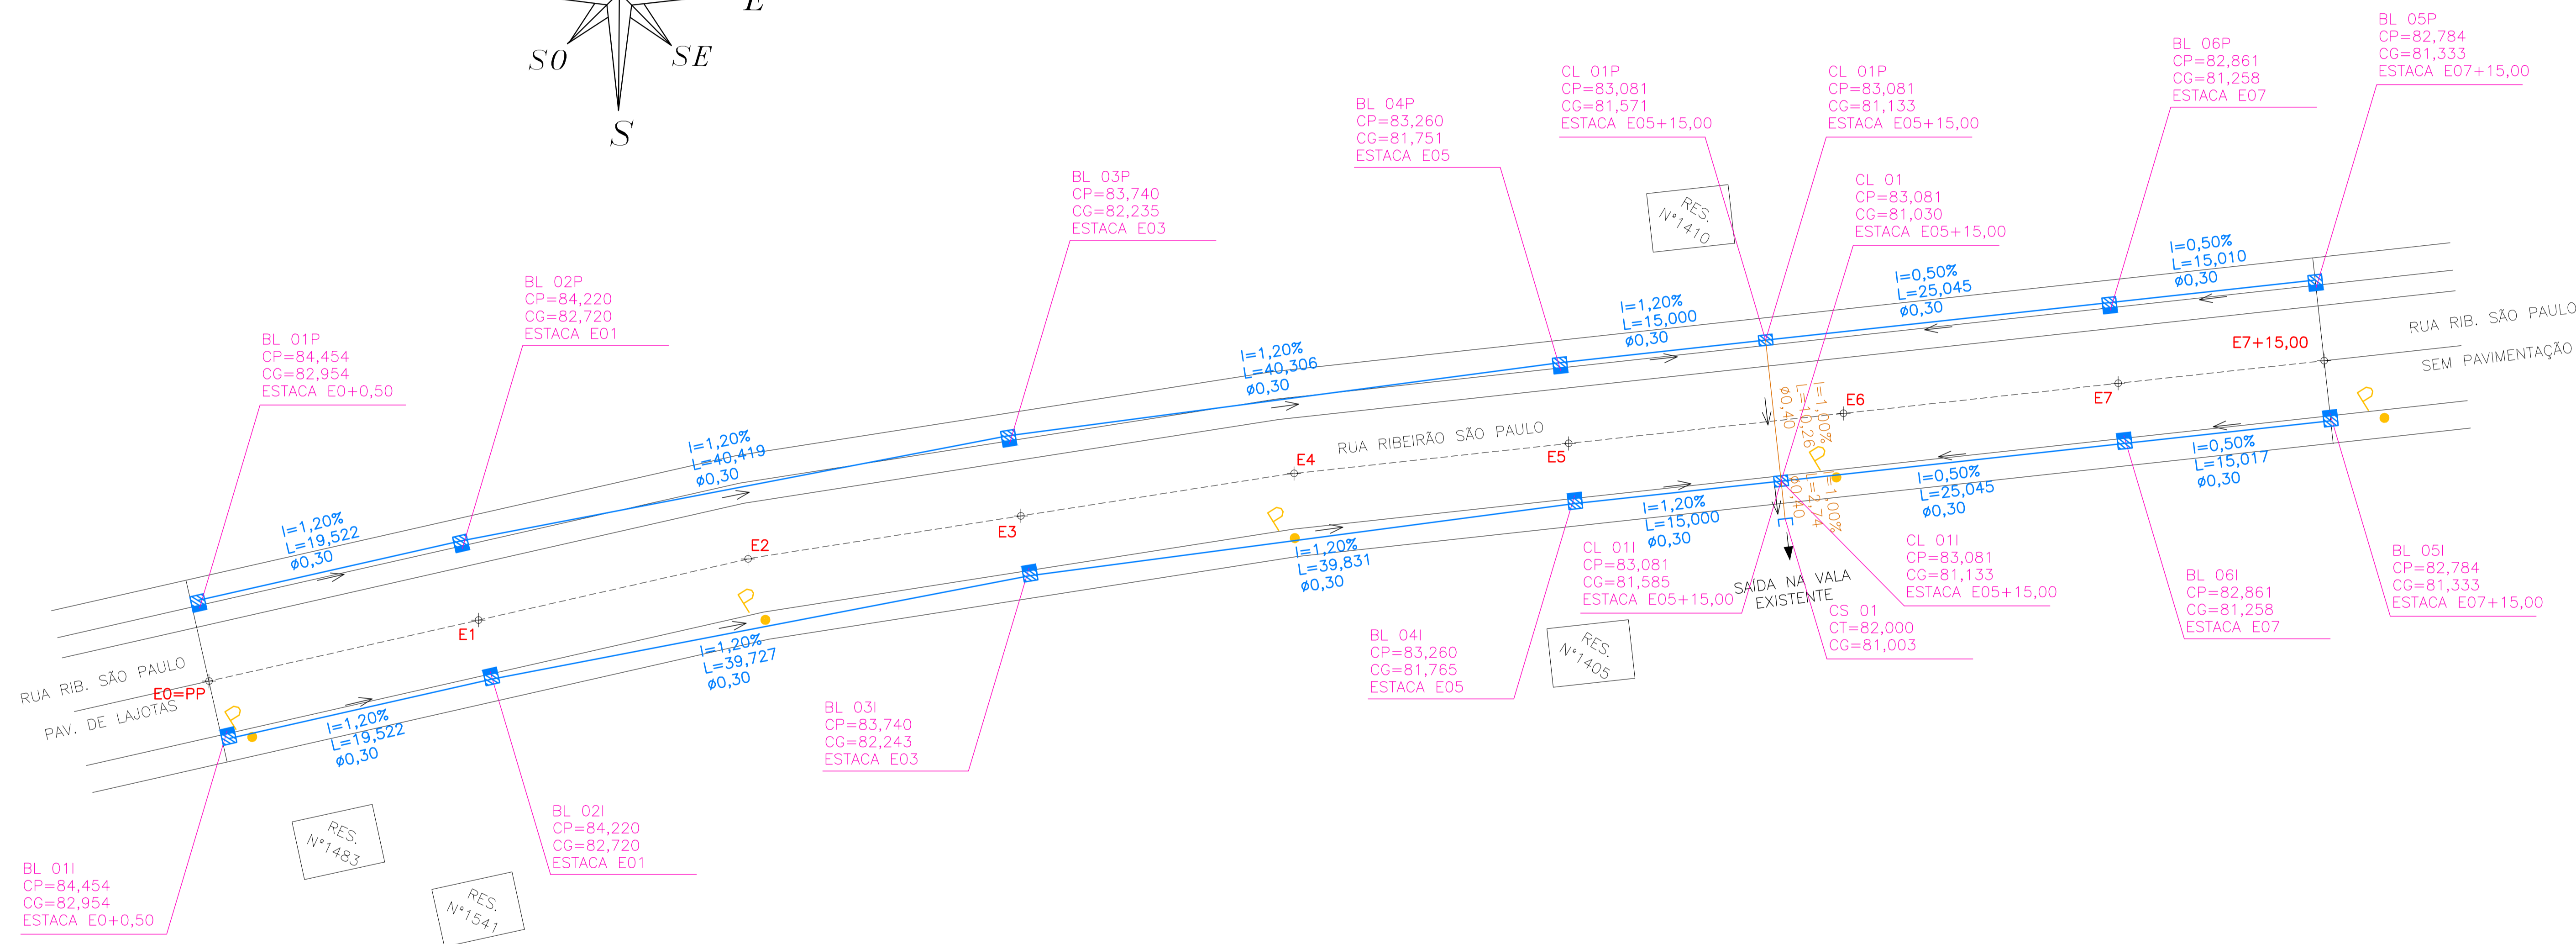 E
SO
SE
S
BL 05P
CP=82,784
CG=81,333
ESTACA E07+15,00
BL 06P
CP=82,861
CG=81,258
ESTACA E07
CL 01P
CP=83,081
CG=81,571
ESTACA E05+15,00
CL 01P
CP=83,081
CG=81,133
ESTACA E05+15,00
BL 04P
CP=83,260
CG=81,751
ESTACA E05
BL 03P
CP=83,740
CG=82,235
ESTACA E03
CL 01
CP=83,081
CG=81,030
ESTACA E05+15,00
RES.
N°1410
BL 02P
CP=84,220
CG=82,720
ESTACA E01
BL 01P
CP=84,454
CG=82,954
ESTACA E0+0,50
I=0,50%
L=15,010
ø0,30
I=0,50%
L=25,045
ø0,30
I=1,20%
L=15,000
ø0,30
I=1,20%
L=40,306
ø0,30
I=1,20%
L=40,419
ø0,30
I=1,20%
L=19,522
ø0,30
RUA RIB. SÃO PAULO
SEM PAVIMENTAÇÃO
E7+15,00
E7
E6
E5
E4
E3
E2
E1
E0=PP
RUA RIBEIRÃO SÃO PAULO
I=1,00%
L=10,26
ø0,40
I=1,00%
L=2,74
ø0,40
P
P
P
P
P
RUA RIB. SÃO PAULO
PAV. DE LAJOTAS
I=0,50%
L=15,017
ø0,30
I=0,50%
L=25,045
ø0,30
I=1,20%
L=15,000
ø0,30
I=1,20%
L=39,831
ø0,30
I=1,20%
L=39,727
ø0,30
I=1,20%
L=19,522
ø0,30
CL 01I
CP=83,081
CG=81,585
ESTACA E05+15,00
SAÍDA NA VALA
EXISTENTE
CL 01I
CP=83,081
CG=81,133
ESTACA E05+15,00
CS 01
CT=82,000
CG=81,003
BL 06I
CP=82,861
CG=81,258
ESTACA E07
BL 05I
CP=82,784
CG=81,333
ESTACA E07+15,00
BL 04I
CP=83,260
CG=81,765
ESTACA E05
RES.
N°1405
BL 03I
CP=83,740
CG=82,243
ESTACA E03
BL 02I
CP=84,220
CG=82,720
ESTACA E01
RES.
N°1483
RES.
N°1541
BL 01I
CP=84,454
CG=82,954
ESTACA E0+0,50